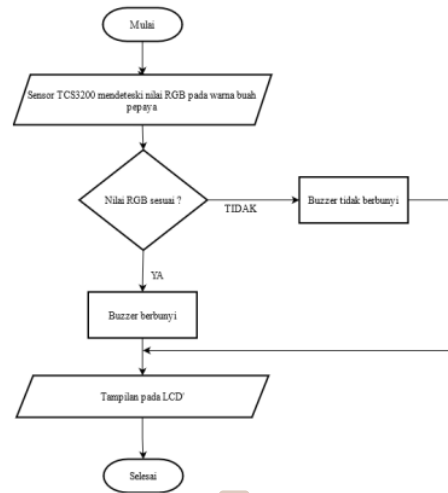 Mulai
Sensor TCS3200 mendeteski nilai RGB pada warna buah
pepaya
Nilai RGB sesuai ?
TIDAK
Buzzer tidak berbunyi
YA
Buzzer berbunyi
Tampilan pada LCD'
Selesai